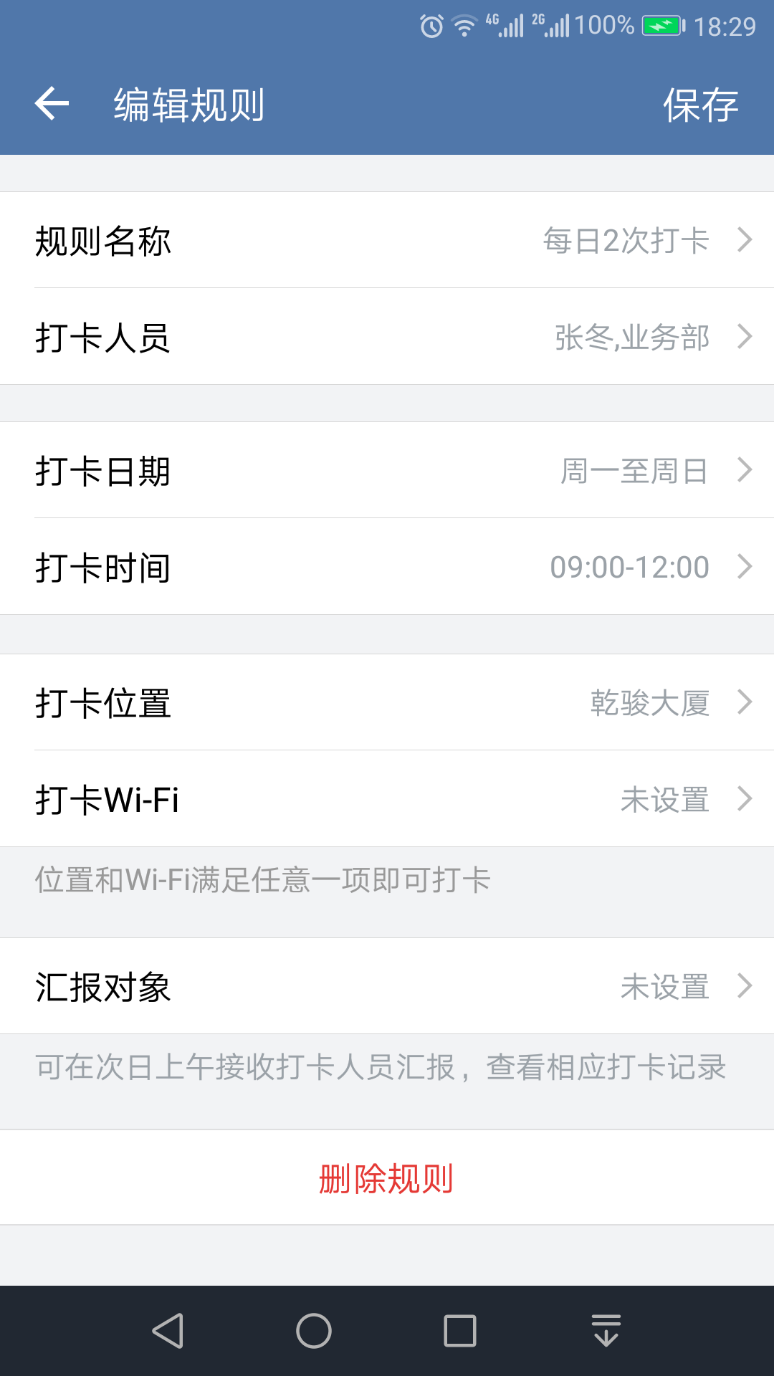 4G 2G 100% 18:29
编辑规则 保存
规则名称 每日2次打卡
打卡人员 张冬,业务部
打卡日期 周一至周日
打卡时间 09:00-12:00
打卡位置 乾骏大厦
打卡Wi-Fi 未设置
位置和Wi-Fi满足任意一项即可打卡
汇报对象 未设置
可在次日上午接收打卡人员汇报，查看相应打卡记录
删除规则